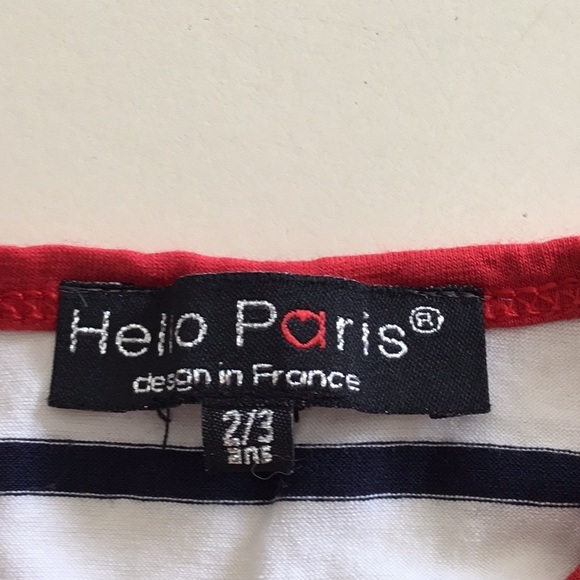 Hello Paris®
design in France
2/3
ans